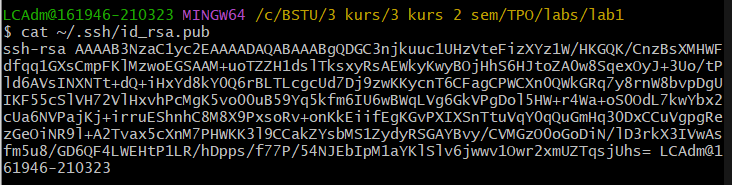 LCAdm@161946-210323 MINGW64 /c/BSTU/3 kurs/3 kurs 2 sem/TPO/labs/lab1
$ cat ~/.ssh/id_rsa.pub
ssh-rsa AAAAB3NzaC1yc2EAAAADAQABAAABgQDGC3njkuuc1UHzVteFizXYz1W/HKGQK/CnzBsXMHWF
dfqq1GXsCmpFKlMzwoEGSAAM+uoTZZH1dslTksxyRsAEWkyKwyBOjHhS6HJtoZA0w8SqexOyJ+3Uo/tP
ld6AVsINXNTt+dQ+iHxYd8kY0Q6rBLTLcgcUd7Dj9zwKKycnT6CFagCPWCXn0QWkGRq7y8rnW8bvpDgU
IKF55cSlVH72VlHxvhPcMgK5vo00uB59Yq5kfm6IU6wBWqLVg6GkVPgDol5HW+r4Wa+oS0OdL7kwYbx2
cUa6NVPajKj+irruEShnhC8M8X9PxsoRv+onKkEiifEgKGvPXIXSnTtuVqY0qQuGmHq3ODxCCuVgpgRe
zGeOiNR9l+A2Tvax5cXnM7PHWKK3l9CCakZYsbMS1ZydyRSGAYBvy/CVMGzO0oGoDiN/lD3rkX3IVwAs
fm5u8/GD6QF4LWEHtP1LR/hDpps/f77P/54NJEbIpM1aYKlSlv6jwwv1Owr2xmUZTqsjUhs= LCAdm@1
61946-210323